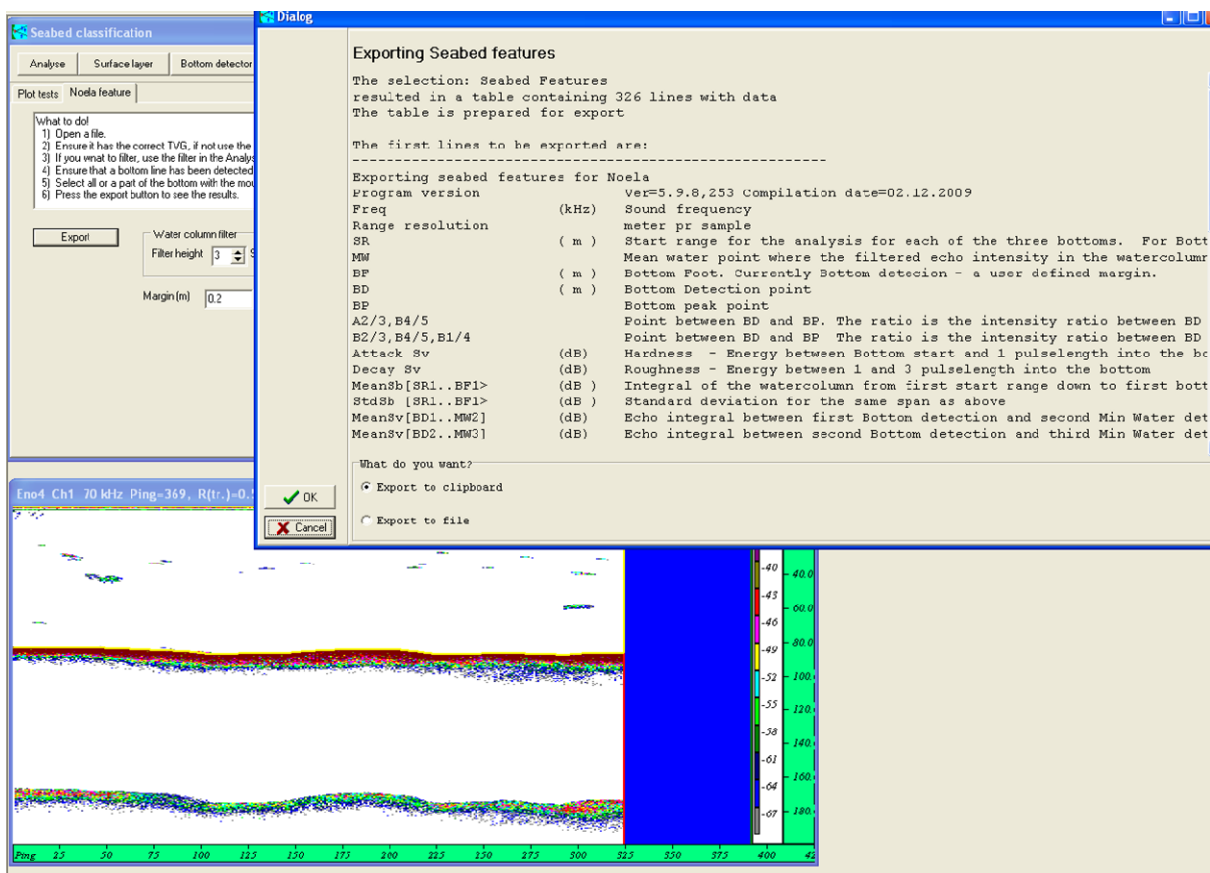 Seabed classification
Analyse
Surface layer
Bottom detector
Plot tests
Noela feature
What to do!
1) Open a file.
2) Ensure it has the correct TVG, if not use the
3) If you wnat to filter, use the filter in the Analys
4) Ensure that a bottom line has been detected
5) Select all or a part of the bottom with the mou
6) Press the export button to see the results.
Export
Water column filter
Filter height 3 S
Margin (m) 0.2
Dialog
Exporting Seabed features
The selection: Seabed Features
resulted in a table containing 326 lines with data
The table is prepared for export
The first lines to be exported are:
------------------------------------------------------------
Exporting seabed features for Noela
Program version Ver=5.9.8,253 Compilation date=02.12.2009
Freq (kHz) Sound frequency
Range resolution meter pr sample
SR ( m ) Start range for the analysis for each of the three bottoms. For Bott
MW Mean water point where the filtered echo intensity in the watercolumr
BF ( m ) Bottom Foot. Currently Bottom detecion - a user defined margin.
BD ( m ) Bottom Detection point
BP Bottom peak point
A2/3,B4/5 Point between BD and BP. The ratio is the intensity ratio between BD
B2/3,B4/5,B1/4 Point between BD and BP The ratio is the intensity ratio between BD
Attack Sv (dB) Hardness - Energy between Bottom start and 1 pulselength into the bc
Decay Sv (dB) Roughness - Energy between 1 and 3 pulselength into the bottom
MeanSb[SR1..BF1> (dB ) Integral of the watercolumn from first start range down to first bott
StdSb [SR1..BF1> (dB ) Standard deviation for the same span as above
MeanSv[BD1..MW2] (dB) Echo integral between first Bottom detection and second Min Water det
MeanSv[BD2..MW3] (dB) Echo integral between second Bottom detection and third Min Water det
What do you want?
Export to clipboard
Export to file
OK
Cancel
Eno4 Ch1 70 kHz Ping=369, R(tr.)=0.
-40
-43
-46
-49
-52
-55
-58
-61
-64
-67
40.0
60.0
80.0
100.
120.
140.
160.
180.
Ping 25 50 75 100 125 150 175 200 225 250 275 300 325 350 375 400 42